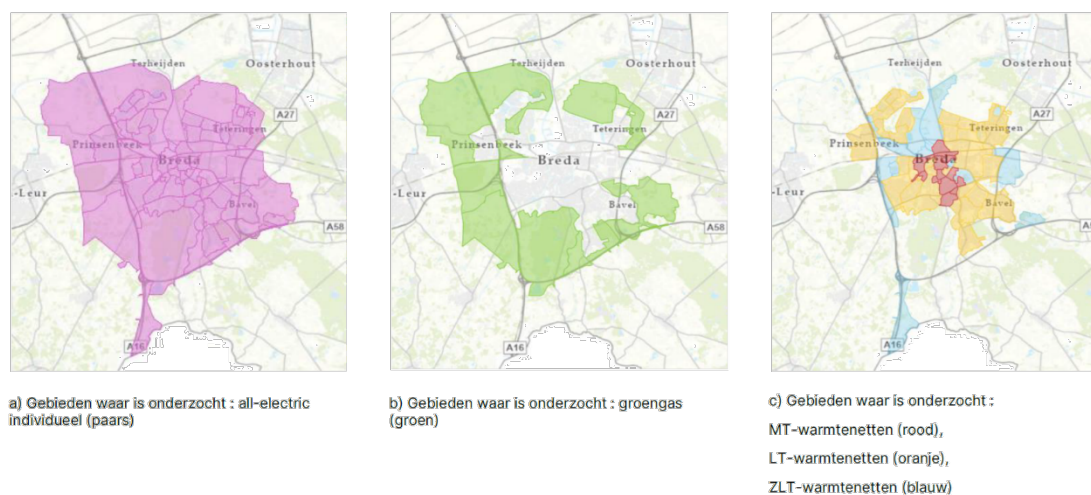 Terheijden
Oosterhout
A27
Teteringen
Prinsenbeek
Breda
-Leur
Bavel
A58
A16
Terheijden
Oosterhout
A27
Teteringen
Prinsenbeek
Breda
-Leur
Bavel
A58
A16
Terheijden
Oosterhout
A27
Teteringen
Prinsenbeek
Breda
-Leur
Bavel
A16
a) Gebieden waar is onderzocht : all-electric
individueel (paars)
b) Gebieden waar is onderzocht : groengas
(groen)
c) Gebieden waar is onderzocht :
MT-warmtenetten (rood),
LT-warmtenetten (oranje),
ZLT-warmtenetten (blauw)